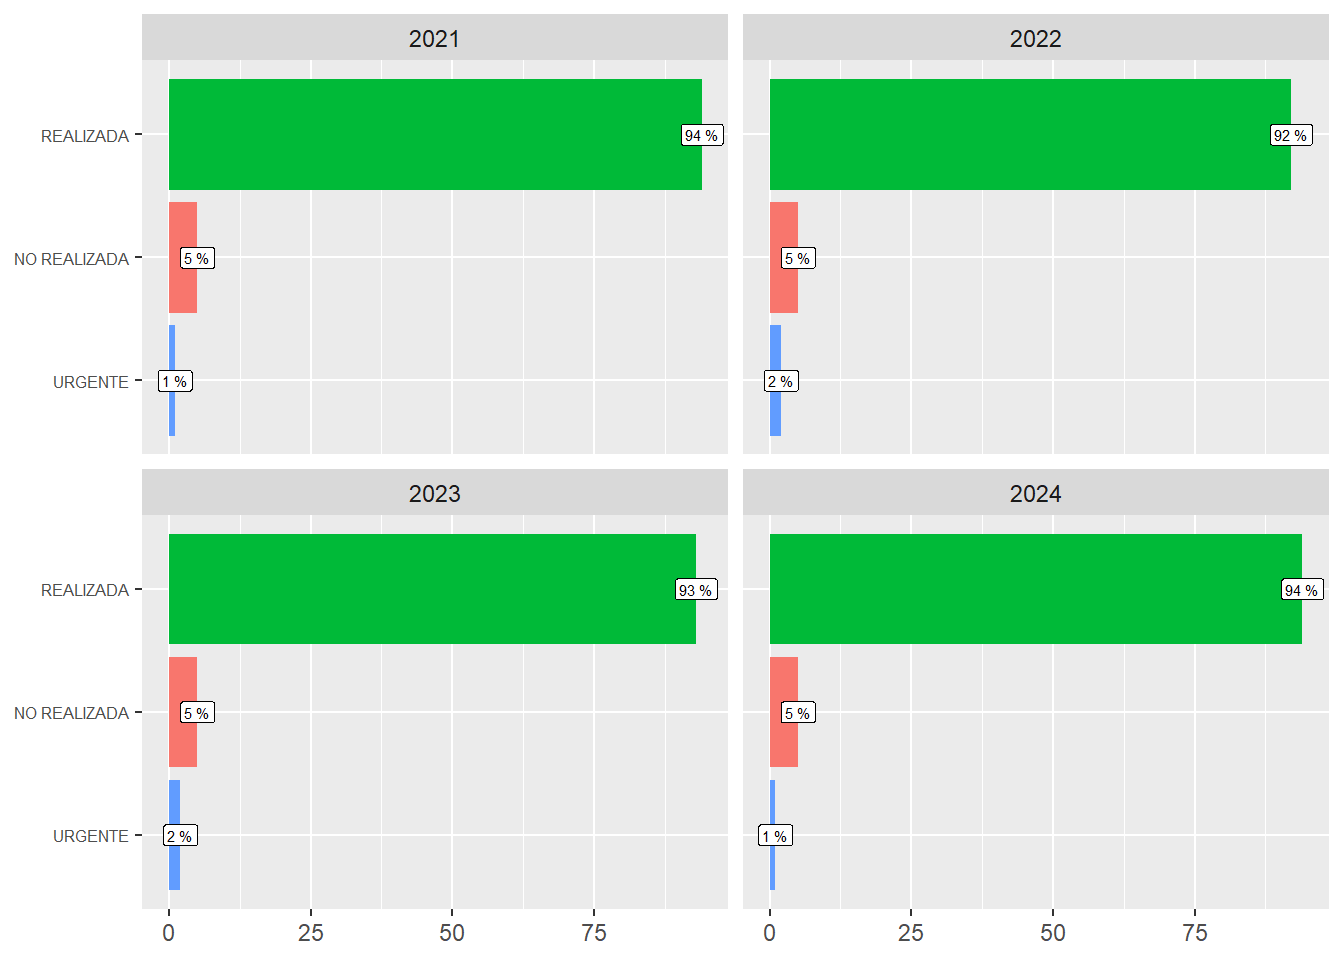 2021
2022
REALIZADA
94 %
92 %
NO REALIZADA
5 %
5 %
URGENTE
1 %
2 %
2023
2024
REALIZADA
93 %
94 %
NO REALIZADA
5 %
5 %
URGENTE
2 %
1 %
0 25 50 75
0 25 50 75